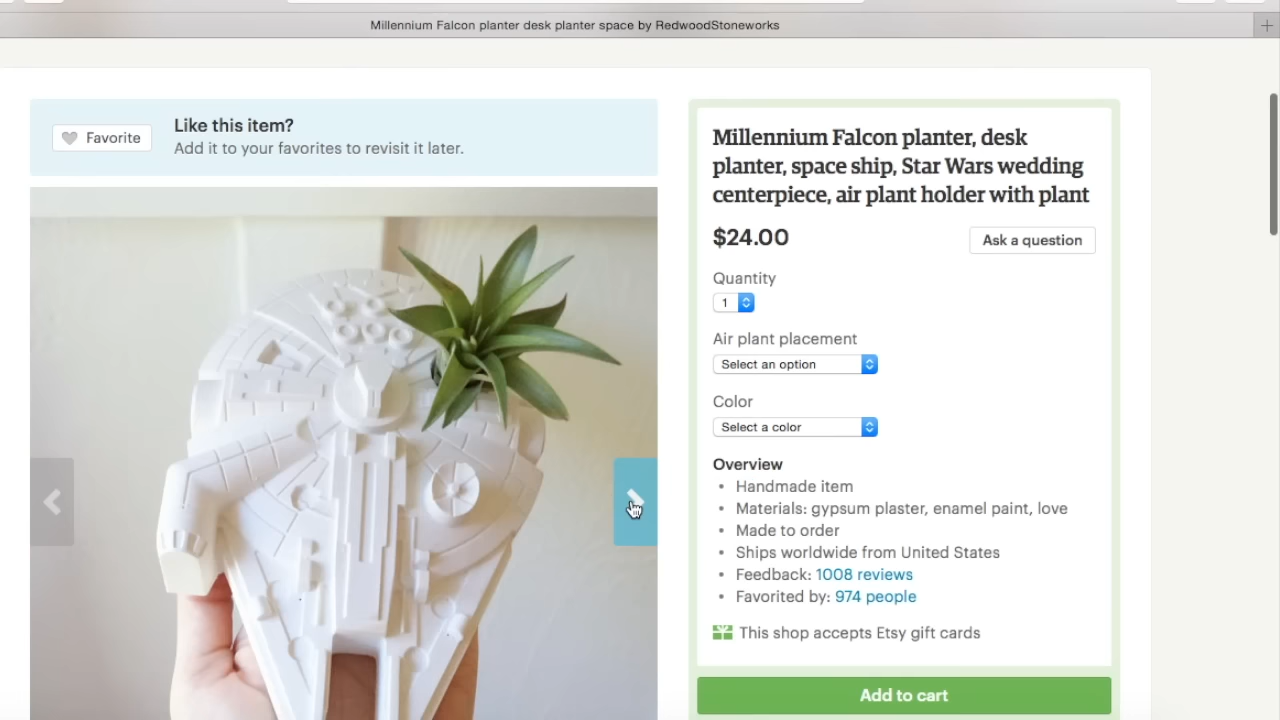 Millennium Falcon planter desk planter space by RedwoodStoneworks
Favorite
Like this item?
Add it to your favorites to revisit it later.
Millennium Falcon planter, desk
planter, space ship, Star Wars wedding
centerpiece, air plant holder with plant
$24.00
Ask a question
Quantity
1
Air plant placement
Select an option
Color
Select a color
Overview
• Handmade item
• Materials: gypsum plaster, enamel paint, love
• Made to order
• Ships worldwide from United States
• Feedback: 1008 reviews
• Favorited by: 974 people
This shop accepts Etsy gift cards
Add to cart